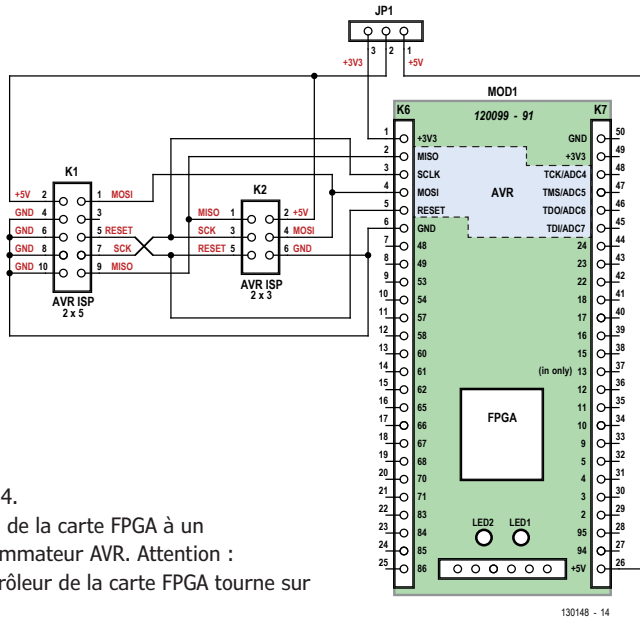 JP1
3 2 1
+3V3 +5V
MOD1
K6 K7
120099 - 91
AVR
1 +3V3
2 MISO
3 SCLK
4 MOSI
5 RESET
6 GND
7 48
8 49
9 53
10 54
11 57
12 58
13 60
14 61
15 62
16 65
17 66
18 67
19 68
20 70
21 71
22 83
23 84
24 85
25 86
GND 50
+3V3 49
TCK/ADC4 48
TMS/ADC5 47
TDO/ADC6 46
TDI/ADC7 45
24 44
23 43
22 42
18 41
17 40
16 39
15 38
(in only) 13 37
12 36
11 35
10 34
9 33
5 32
4 31
3 30
2 29
95 28
94 27
+5V 26
FPGA
LED2 LED1
K1
+5V 2 1 MOSI
GND 4 3
GND 6 5 RESET
GND 8 7 SCK
GND 10 9 MISO
AVR ISP
2 x 5
K2
MISO 1 2 +5V
SCK 3 4 MOSI
RESET 5 6 GND
AVR ISP
2 x 3
4.
de la carte FPGA à un
mmateur AVR. Attention :
rôleur de la carte FPGA tourne sur
130148 - 14